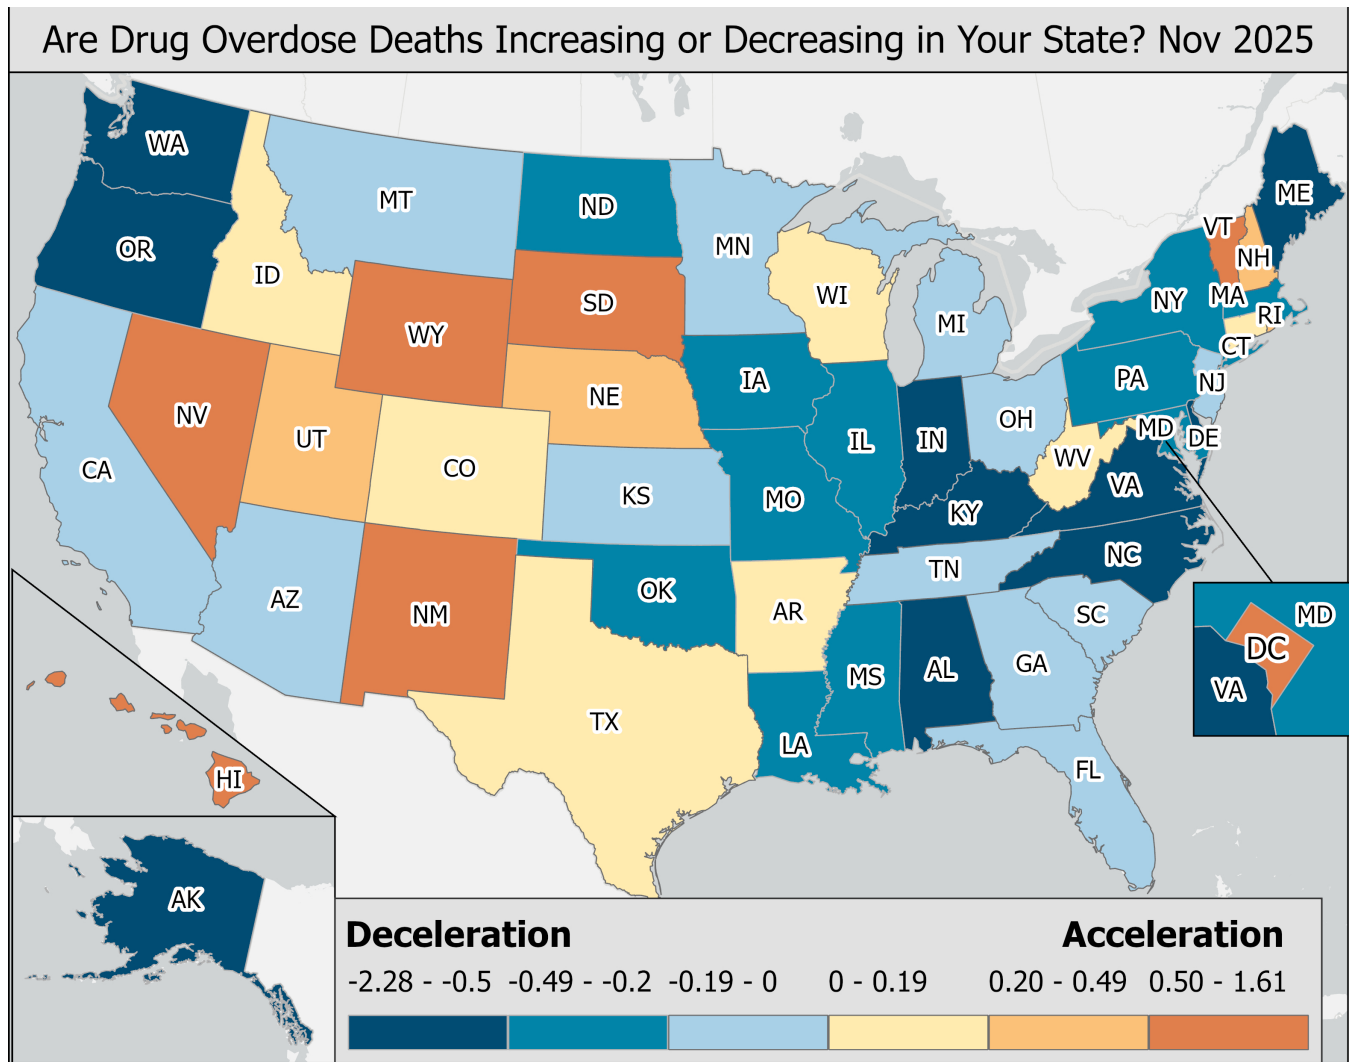 Are Drug Overdose Deaths Increasing or Decreasing in Your State? Nov 2025
WA
MT
ND
MN
ME
OR
ID
WY
SD
WI
MI
VT
NH
NY
MA
RI
CT
NV
UT
CO
NE
IA
IL
IN
OH
PA
NJ
MD
DE
WV
VA
CA
KS
MO
KY
AZ
NM
OK
AR
TN
NC
SC
TX
LA
MS
AL
GA
FL
MD
DC
VA
HI
AK
Deceleration Acceleration
-2.28 - -0.5 -0.49 - -0.2 -0.19 - 0 0 - 0.19 0.20 - 0.49 0.50 - 1.61